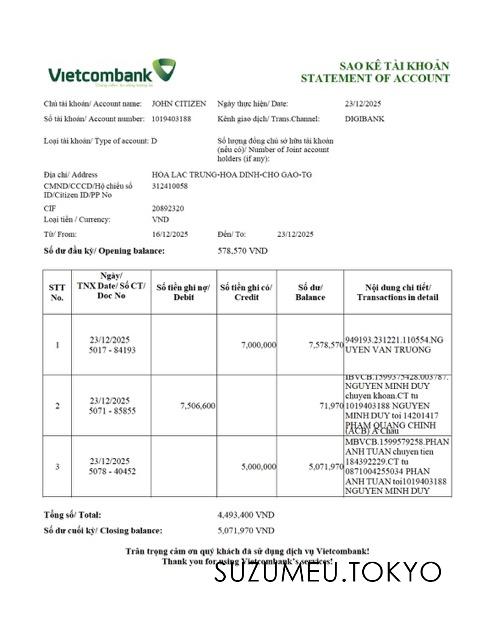 Vietcombank
SAO KÊ TÀI KHOẢN
STATEMENT OF ACCOUNT
Chủ tài khoản/ Account name: JOHN CITIZEN Ngày thực hiện/ Date: 23/12/2025
Số tài khoản/ Account number: 1019403188 Kênh giao dịch/ Trans.Channel: DIGIBANK
Loại tài khoản/ Type of account: D Số lượng đồng chủ sở hữu tài khoản
(nếu có)/ Number of Joint account
holders (if any):
Địa chỉ/ Address HOA LAC TRUNG-HOA DINH-CHO GAO-TG
CMND/CCCD/Hộ chiếu số 312410058
ID/Citizen ID/PP No
CIF 20892320
Loại tiền / Currency: VND
Từ/ From: 16/12/2025 Đến/ To: 23/12/2025
Số dư đầu kỳ/ Opening balance: 578,570 VND
STT
No.
Ngày/
TNX Date/ Số CT/
Doc No
Số tiền ghi nợ/
Debit
Số tiền ghi có/
Credit
Số dư/
Balance
Nội dung chi tiết/
Transactions in detail
1
23/12/2025
5017 - 84193
7,000,000
7,578,570
949193.231221.110554.NG
UYEN VAN TRUONG
2
23/12/2025
5071 - 85855
7,506,600
71,970
IBVCB.1599375428.003787.
NGUYEN MINH DUY
chuyen khoan.CT tu
1019403188 NGUYEN
MINH DUY toi 14201417
PHAM QUANG CHINH
(ACB) A Chau
3
23/12/2025
5078 - 40452
5,000,000
5,071,970
MBVCB.1599579258.PHAN
ANH TUAN chuyen tien
184392229.CT tu
0871004255034 PHAN
ANH TUAN toi1019403188
NGUYEN MINH DUY
Tổng số/ Total: 4,493,400 VND
Số dư cuối kỳ/ Closing balance: 5,071,970 VND
Trân trọng cảm ơn quý khách đã sử dụng dịch vụ Vietcombank!
Thank you for using Vietcombank's services!
SUZUMEU.TOKYO